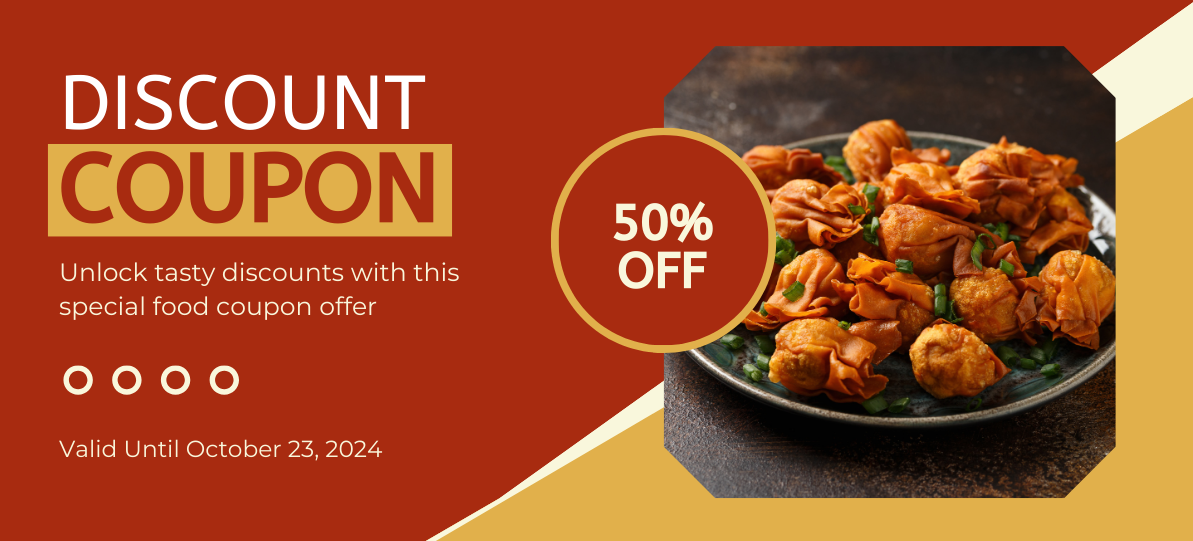 DISCOUNT
COUPON
Unlock tasty discounts with this
special food coupon offer
Valid Until October 23, 2024
50%
OFF